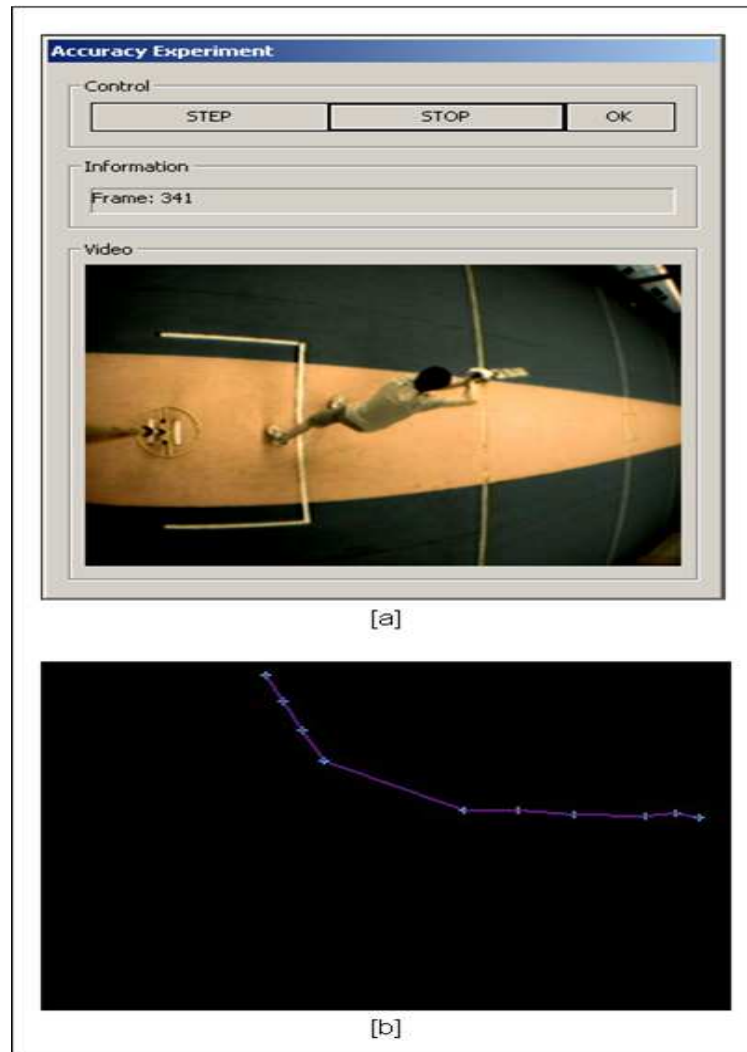 Accuracy Experiment
Control
STEP STOP OK
Information
Frame: 341
Video
[a]
[b]